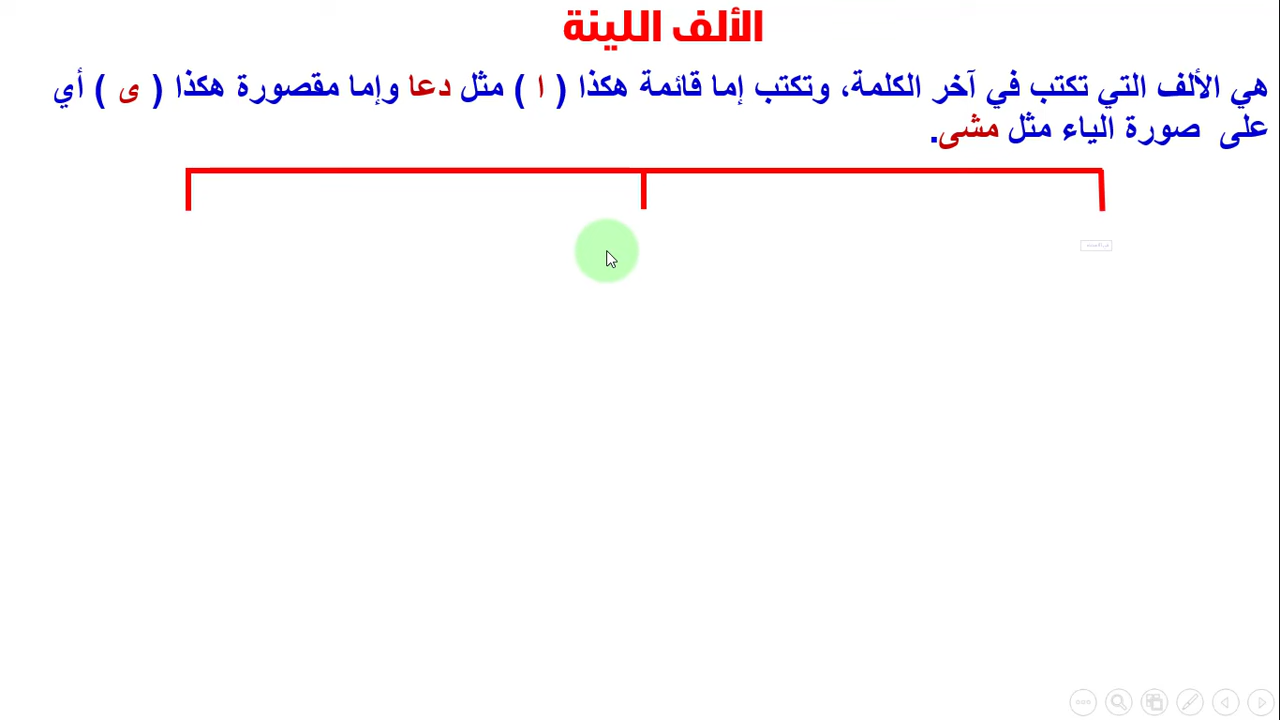 الألف اللينة
هي الألف التي تكتب في آخر الكلمة، وتكتب إما قائمة هكذا ( ا ) مثل دعا وإما مقصورة هكذا ( ى ) أي
على صورة الياء مثل مشى.